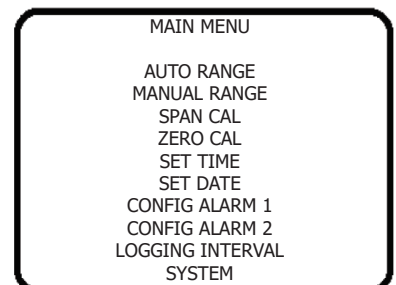 MAIN MENU
AUTO RANGE
MANUAL RANGE
SPAN CAL
ZERO CAL
SET TIME
SET DATE
CONFIG ALARM 1
CONFIG ALARM 2
LOGGING INTERVAL
SYSTEM